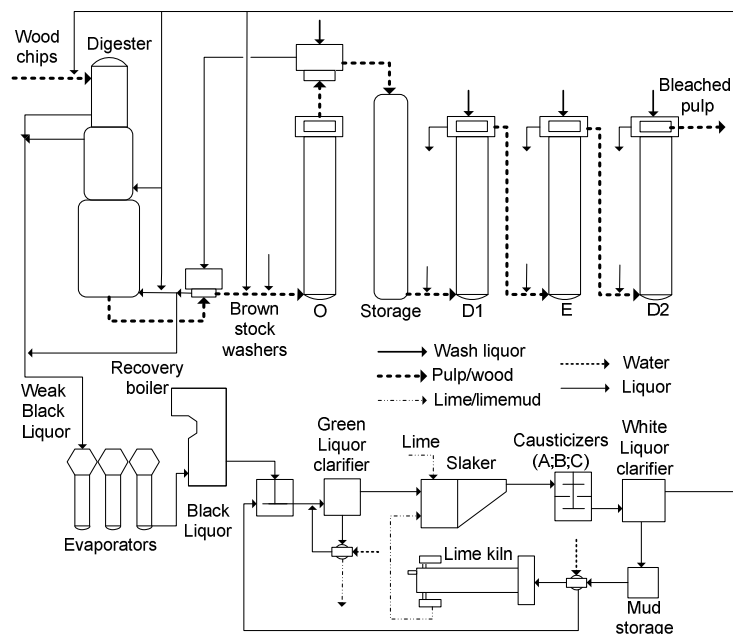 Wood
chips
Digester
Bleached
pulp
Brown
stock
washers
O
Storage
D1
E
D2
Wash liquor
Pulp/wood
Lime/limemud
Water
Liquor
Weak
Black
Liquor
Recovery
boiler
Evaporators
Black
Liquor
Green
Liquor
clarifier
Lime
Slaker
Causticizers
(A;B;C)
White
Liquor
clarifier
Lime kiln
Mud
storage